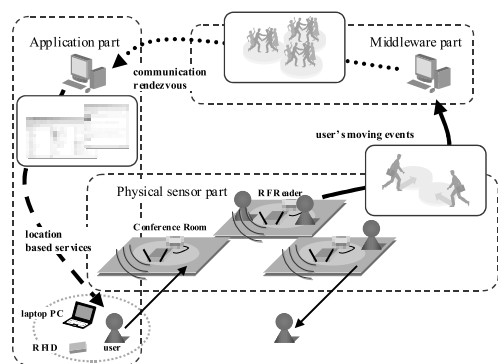 Application part
Middleware part
communication
rendezvous
user's moving events
Physical sensor part
RFReader
Conference Room
location
based services
laptop PC
RFID
user